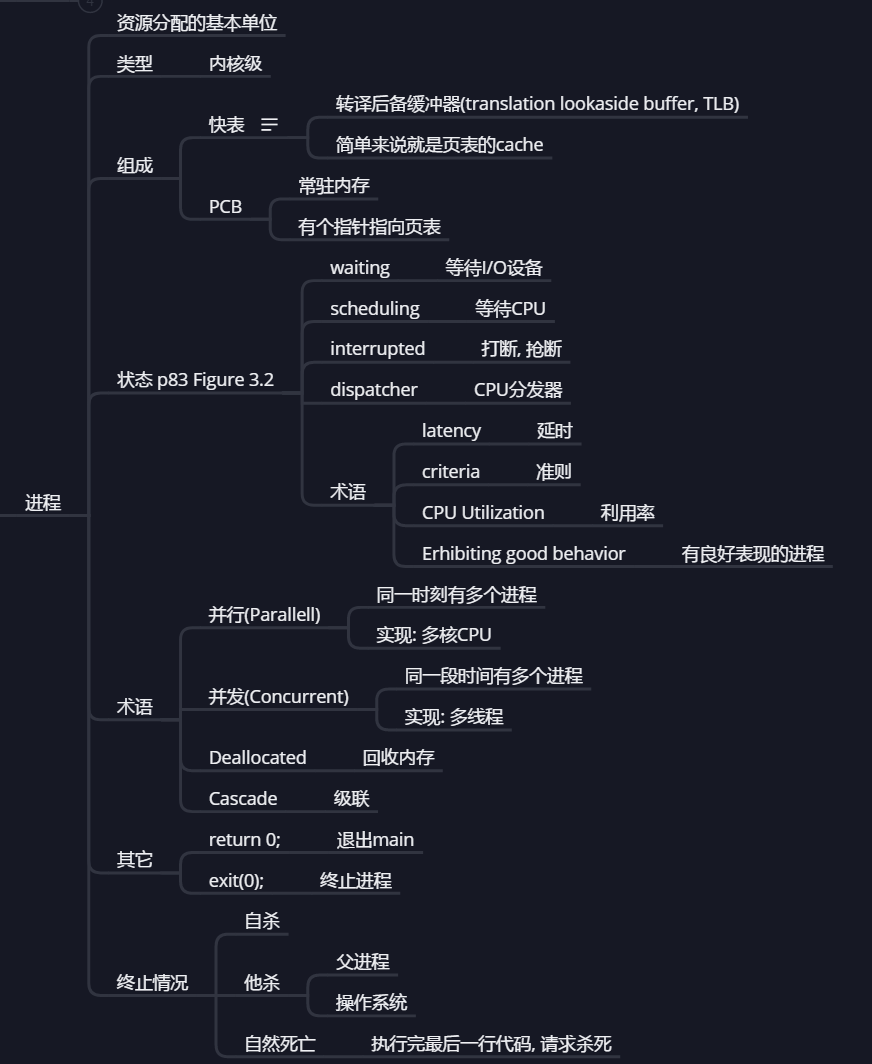 4
资源分配的基本单位
类型 内核级
转译后备缓冲器(translation lookaside buffer, TLB)
快表
简单来说就是页表的cache
组成
常驻内存
PCB
有个指针指向页表
waiting 等待I/O设备
scheduling 等待CPU
interrupted 打断, 抢断
状态 p83 Figure 3.2
dispatcher CPU分发器
latency 延时
criteria 准则
术语
进程
CPU Utilization 利用率
Erhibiting good behavior 有良好表现的进程
同一时刻有多个进程
并行(Parallell)
实现: 多核CPU
同一段时间有多个进程
并发(Concurrent)
术语
实现: 多线程
Deallocated 回收内存
Cascade 级联
return 0; 退出main
其它
exit(0); 终止进程
自杀
父进程
终止情况
他杀
操作系统
自然死亡 执行完最后一行代码, 请求杀死